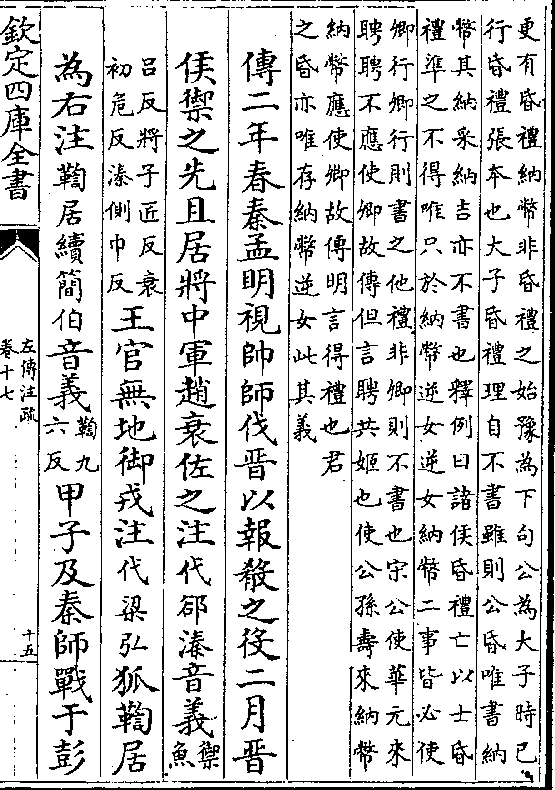 更有昏禮納幣非昏禮之始豫為下句公為大子時已
行昏禮張本也大子昏禮理自不書雖則公昏唯書納
幣其納采納吉亦不書也釋例曰諸侯昏禮亡以士昏
禮準之不得唯只於納幣逆女逆女納幣二事皆必使
卿行卿行則書之他禮非卿則不書也宋公使華元來
聘聘不應使卿故傳但言聘共姬也使公孫壽來納幣
納幣應使卿故傳明言得禮也君
之昏亦唯存納幣逆女此其義
傳二年春秦孟明視帥師伐晉以報殽之役二月晉
侯禦之先且居將中軍趙衰佐之注代郤溱音義禦魚
呂反將子匠反衰
初危反溱側巾反王官無地御戎注代梁弘狐鞫居
為右注鞫居續簡伯音義鞫九
六反甲子及秦師戰于彭
欽定四庫全書
左傳注疏
卷十七
十五